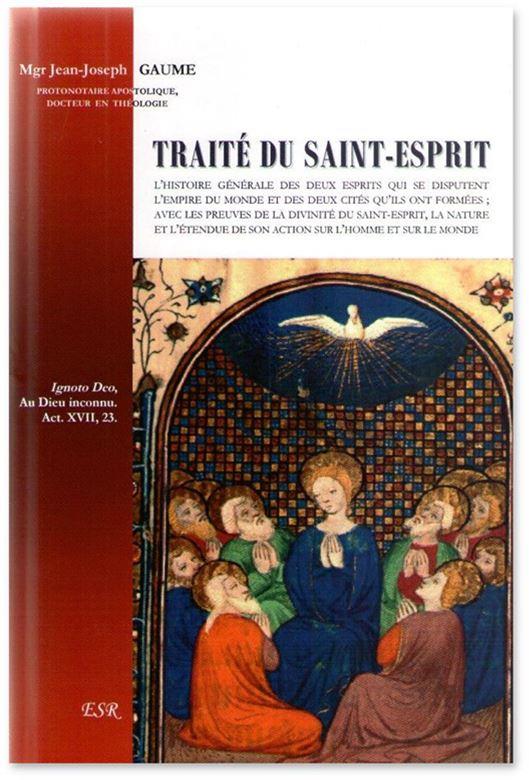 Mgr Jean-Joseph GAUME
PROTONOTAIRE APOSTOLIQUE,
DOCTEUR EN THÉOLOGIE
TRAITÉ DU SAINT-ESPRIT
L'HISTOIRE GÉNÉRALE DES DEUX ESPRITS QUI SE DISPUTENT
L'EMPIRE DU MONDE ET DES DEUX CITÉS QU'ILS ONT FORMÉES ;
AVEC LES PREUVES DE LA DIVINITÉ DU SAINT-ESPRIT, LA NATURE
ET L'ÉTENDUE DE SON ACTION SUR L'HOMME ET SUR LE MONDE
Ignoto Deo,
Au Dieu inconnu.
Act. XVII, 23.
ESR